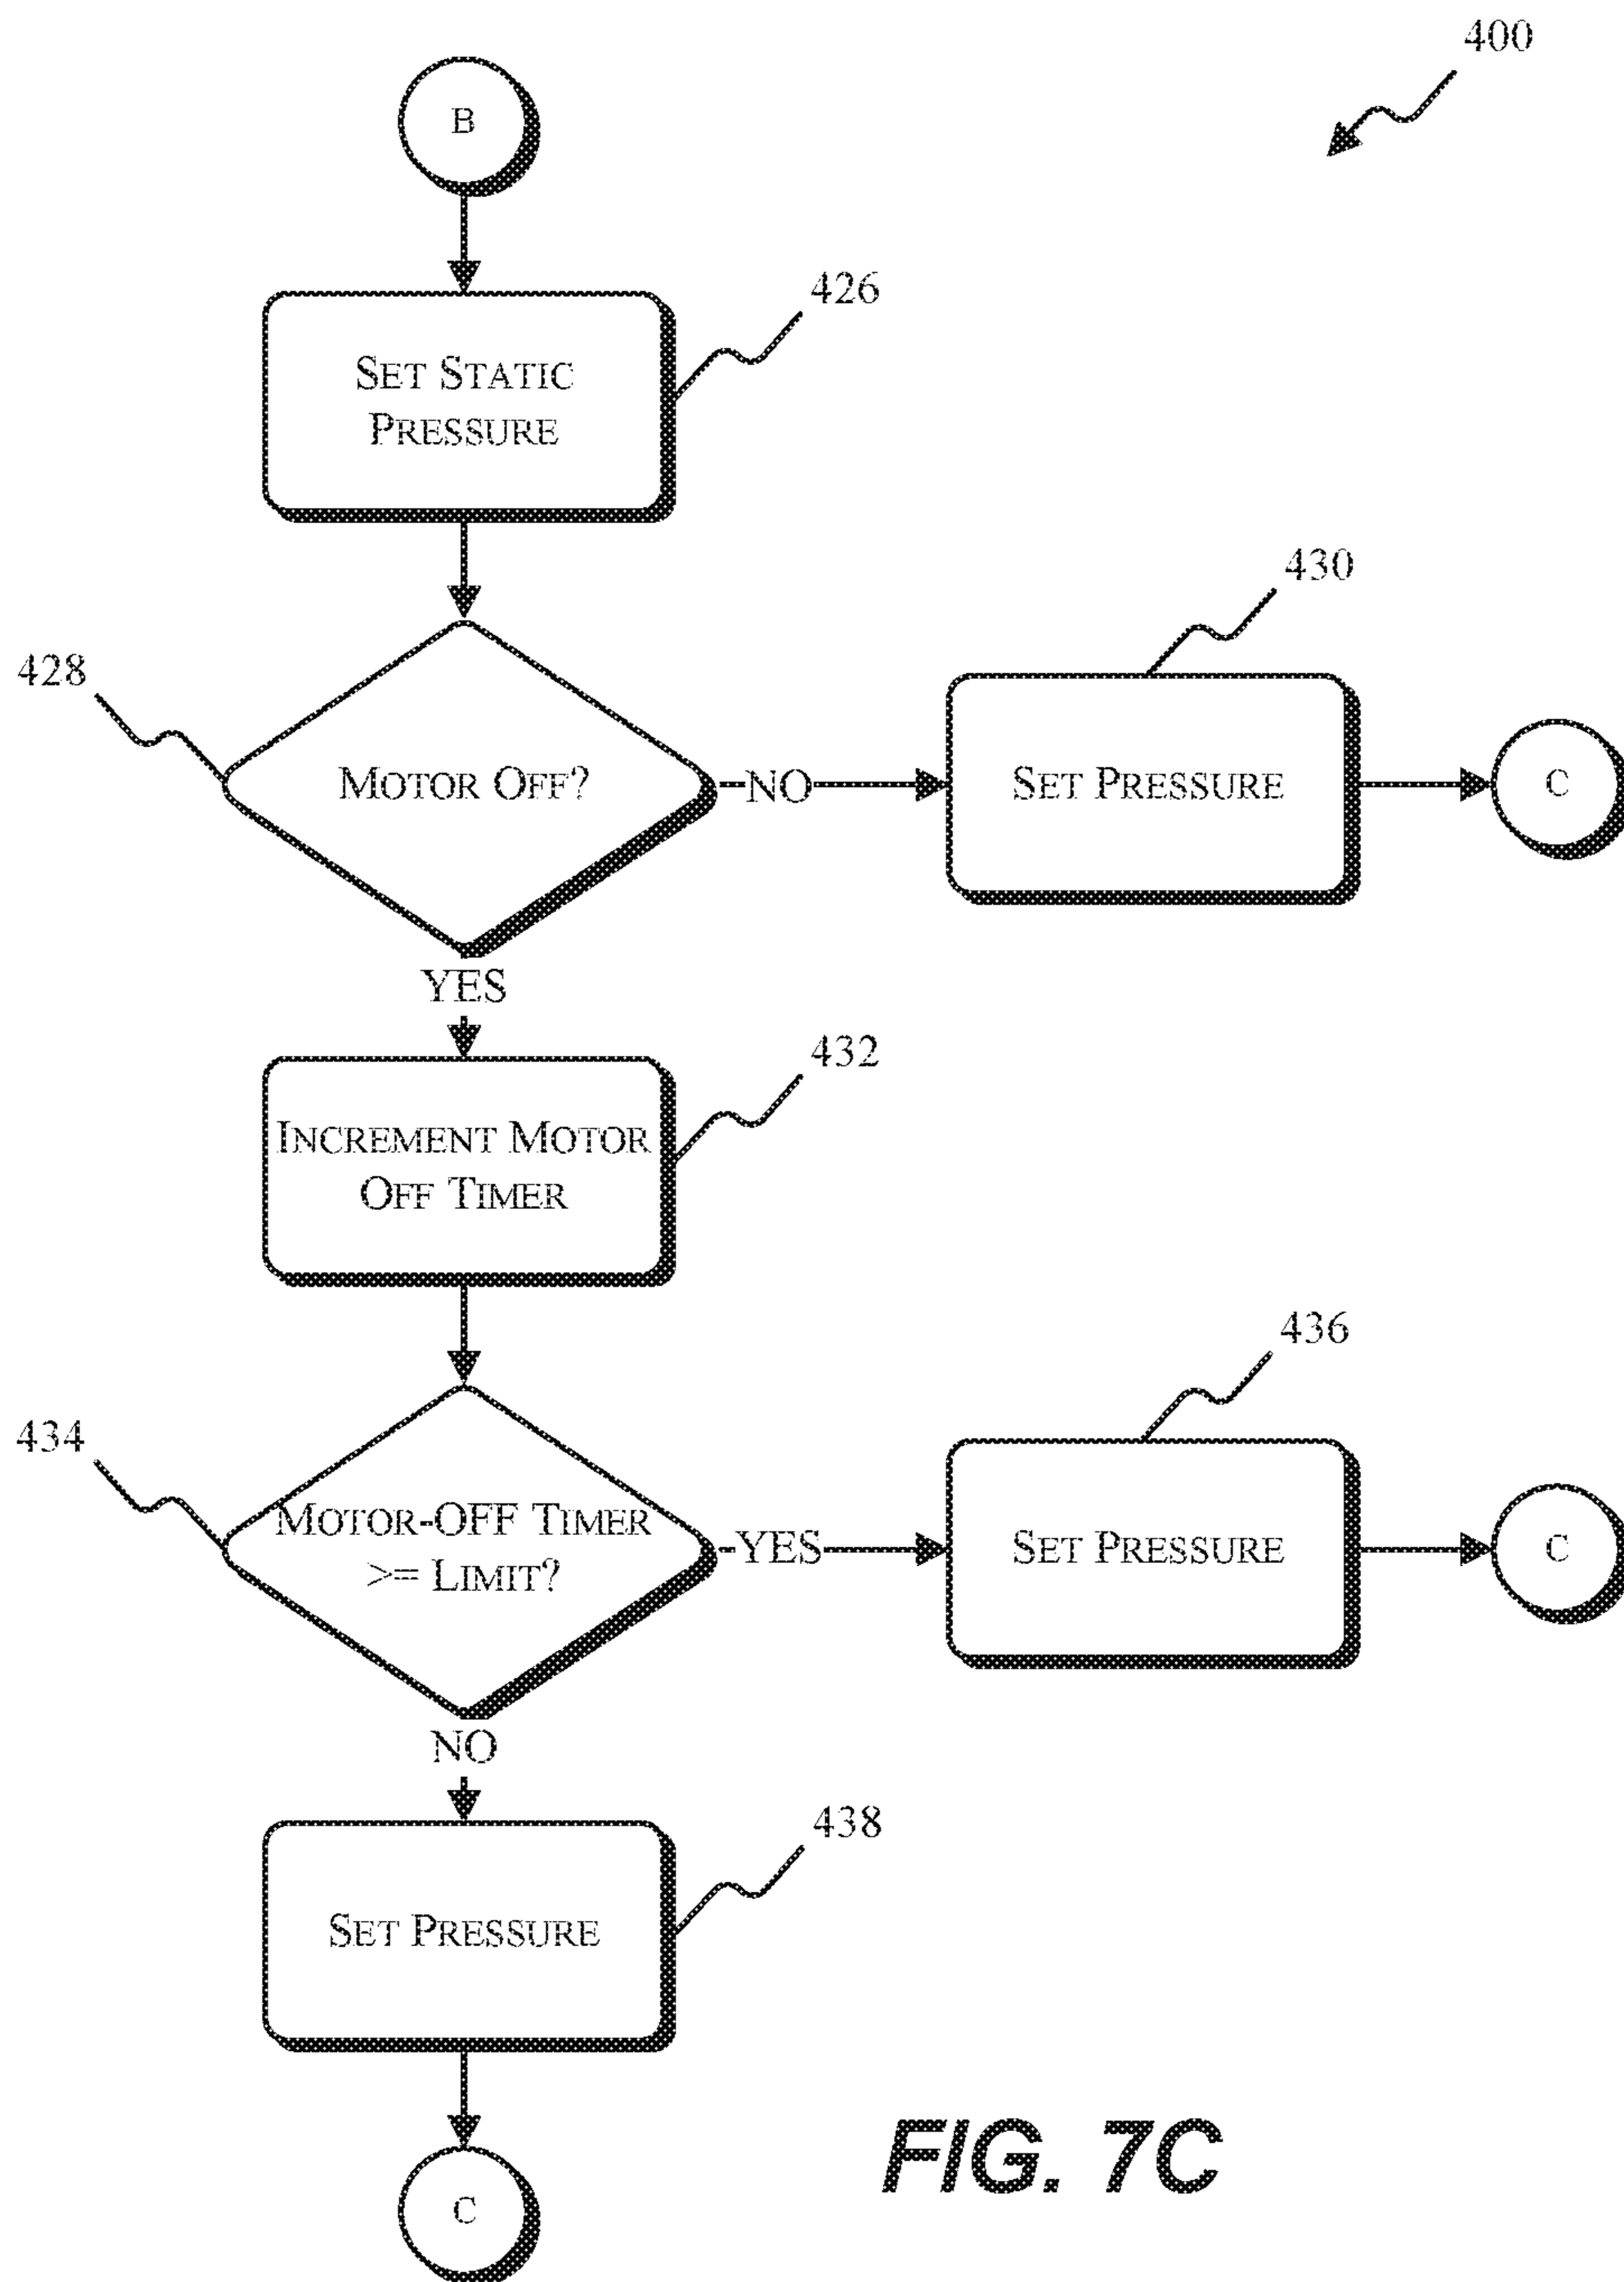 400
B
426
SET STATIC
PRESSURE
430
428
MOTOR OFF?
NO
SET PRESSURE
C
YES
432
INCREMENT MOTOR
OFF TIMER
436
434
MOTOR-OFF TIMER
>= LIMIT?
YES
SET PRESSURE
C
NO
438
SET PRESSURE
C
FIG. 7C